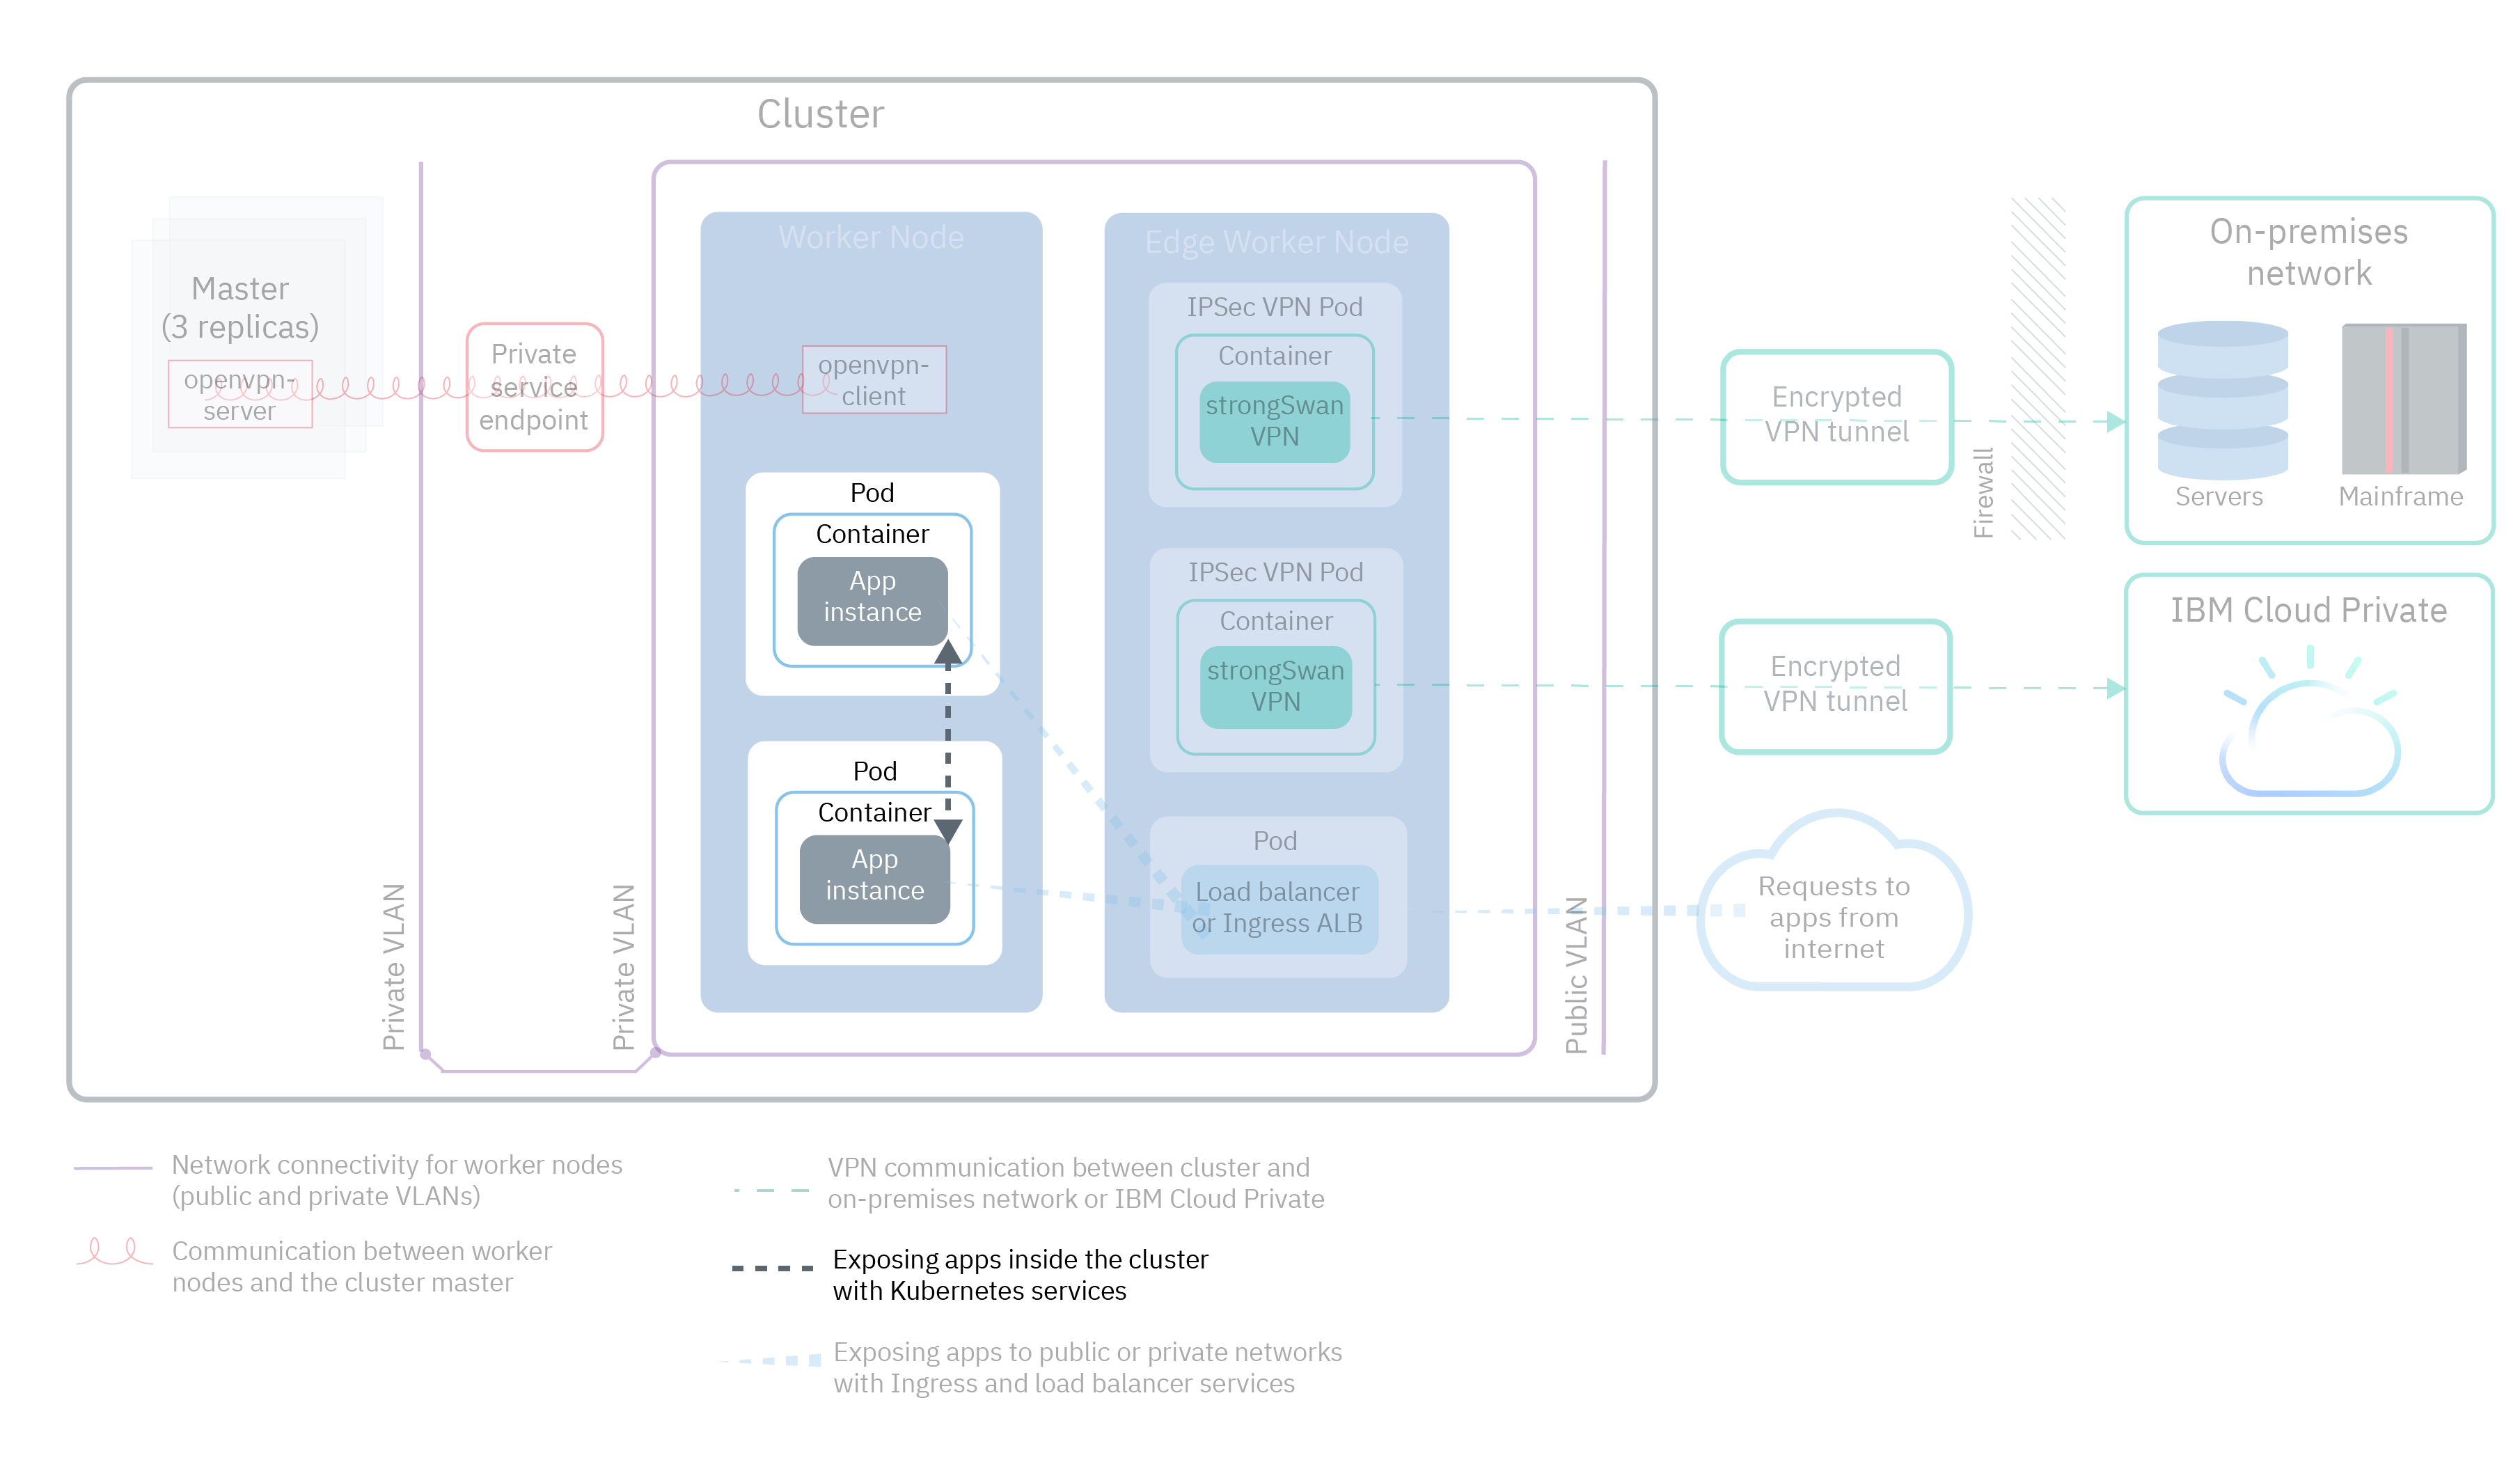 Cluster
Master
(3 replicas)
openvpn-
server
Private
service
endpoint
Private VLAN
Private VLAN
Worker Node
openvpn-
client
Pod
Container
App
instance
Pod
Container
App
instance
Edge Worker Node
IPSec VPN Pod
Container
strongSwan
VPN
IPSec VPN Pod
Container
strongSwan
VPN
Pod
Load balancer
or Ingress ALB
Public VLAN
Encrypted
VPN tunnel
Encrypted
VPN tunnel
Firewall
Requests to
apps from
internet
On-premises
network
Servers
Mainframe
IBM Cloud Private
Network connectivity for worker nodes
(public and private VLANs)
Communication between worker
nodes and the cluster master
VPN communication between cluster and
on-premises network or IBM Cloud Private
Exposing apps inside the cluster
with Kubernetes services
Exposing apps to public or private networks
with Ingress and load balancer services